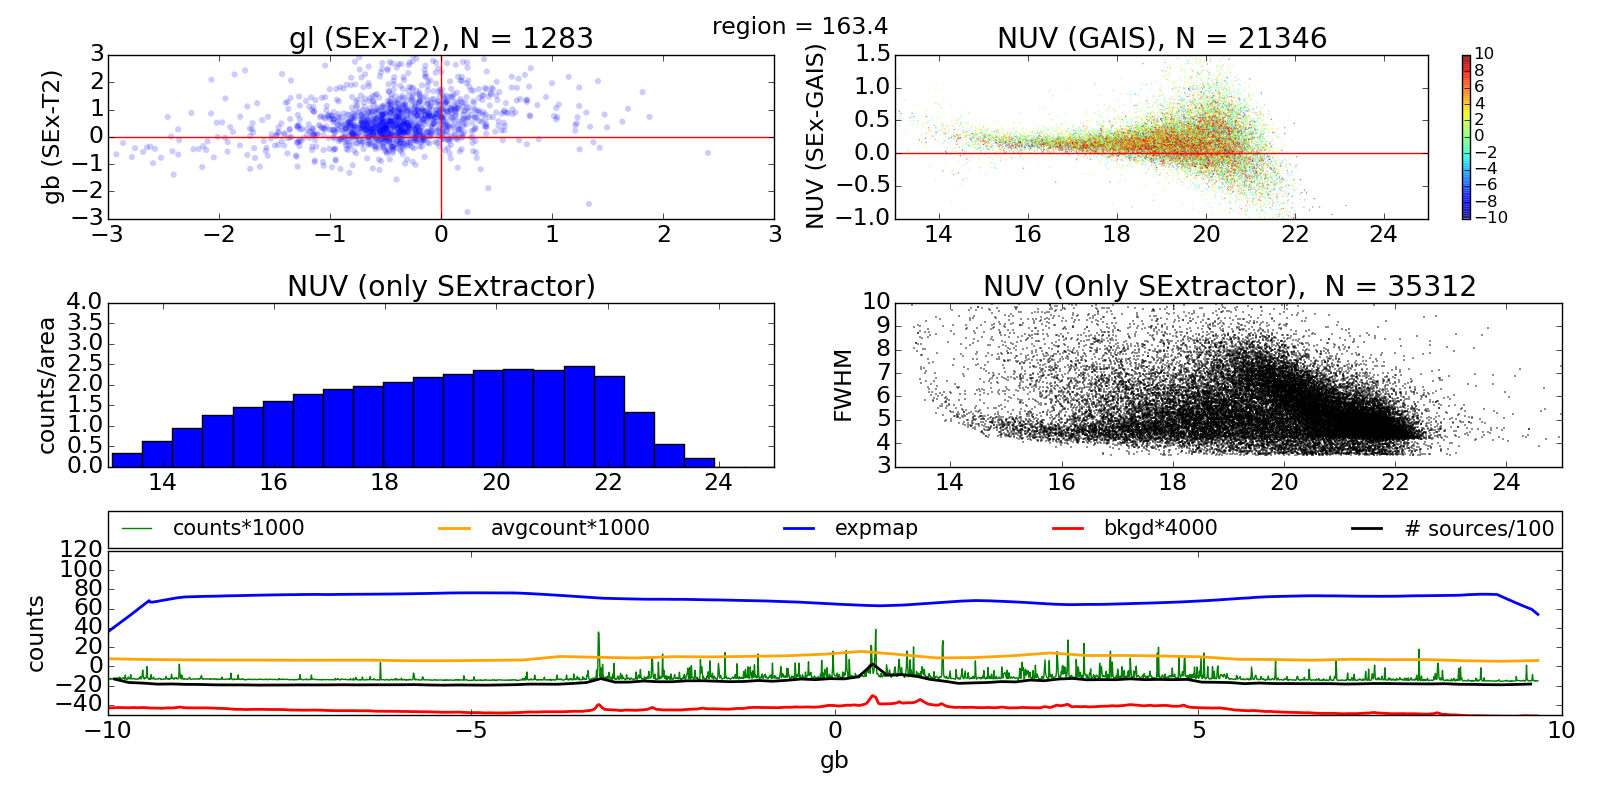 region = 163.4
gl (SEx-T2), N = 1283
gb (SEx-T2)
3
2
1
0
−1
−2
−3
−3 −2 −1 0 1 2 3
NUV (GAIS), N = 21346
NUV (SEx-GAIS)
1.5
1.0
0.5
0.0
−0.5
−1.0
14 16 18 20 22 24
10
8
6
4
2
0
−2
−4
−6
−8
−10
NUV (only SExtractor)
counts/area
4.0
3.5
3.0
2.5
2.0
1.5
1.0
0.5
0.0
14 16 18 20 22 24
NUV (Only SExtractor), N = 35312
FWHM
10
9
8
7
6
5
4
3
14 16 18 20 22 24
counts*1000 avgcount*1000 expmap bkgd*4000 # sources/100
counts
120
100
80
60
40
20
0
−20
−40
−10 −5 0 5 10
gb